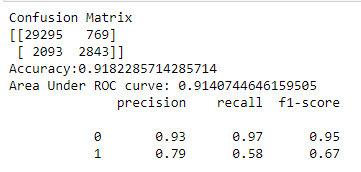 Confusion Matrix
[[29295   769]
 [ 2093  2843]]
Accuracy:0.9182285714285714
Area Under ROC curve: 0.9140744646159505
precision recall f1-score
0 0.93 0.97 0.95
1 0.79 0.58 0.67